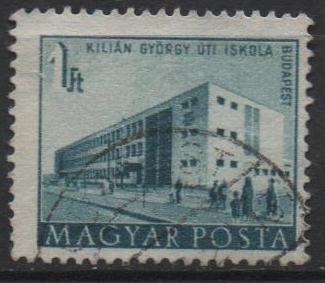 KILIÁN GYÖRGY ÚTI ISKOLA
BUDAPEST
1 Ft
MAGYAR POSTA